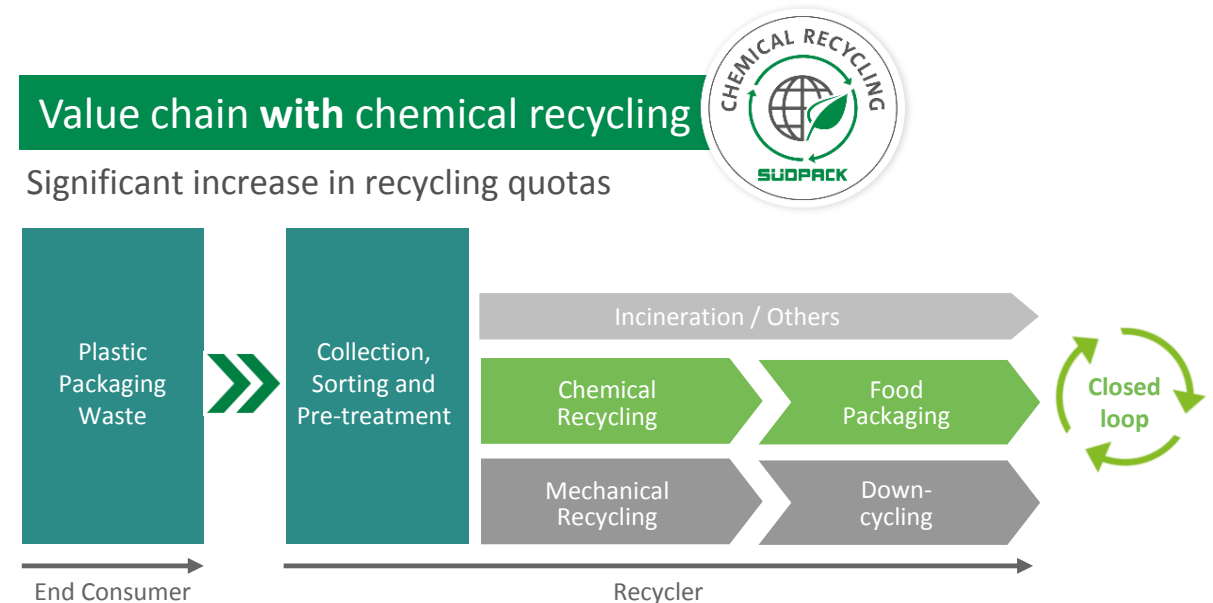 CHEMICAL RECYCLING
SÜDPACK
Value chain with chemical recycling
Significant increase in recycling quotas
Plastic
Packaging
Waste
Collection,
Sorting and
Pre-treatment
Incineration / Others
Chemical
Recycling
Food
Packaging
Closed
loop
Mechanical
Recycling
Down-
cycling
End Consumer
Recycler